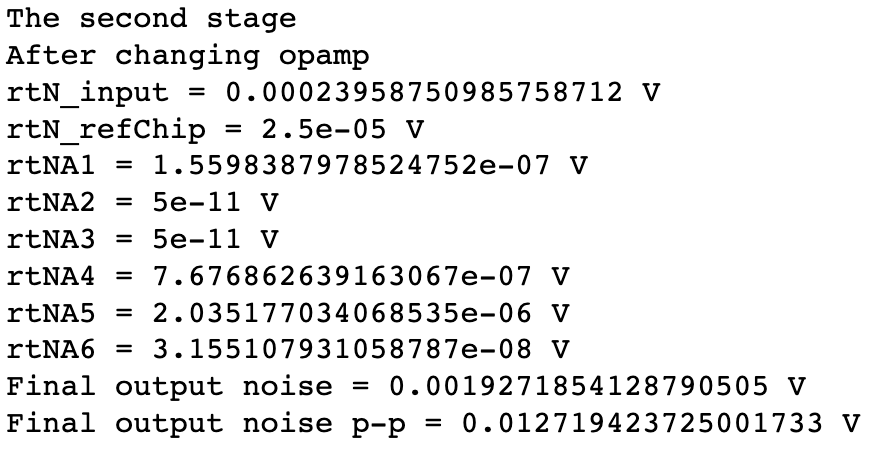 The second stage
After changing opamp
rtN_input = 0.00023958750985758712 V
rtN_refChip = 2.5e-05 V
rtNA1 = 1.5598387978524752e-07 V
rtNA2 = 5e-11 V
rtNA3 = 5e-11 V
rtNA4 = 7.676862639163067e-07 V
rtNA5 = 2.035177034068535e-06 V
rtNA6 = 3.155107931058787e-08 V
Final output noise = 0.0019271854128790505 V
Final output noise p-p = 0.012719423725001733 V